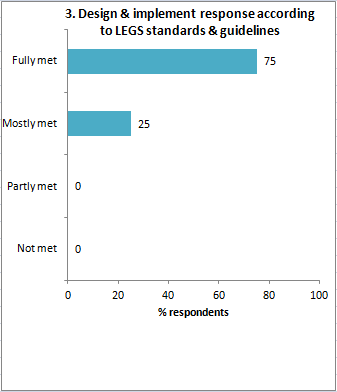 3. Design & implement response according
to LEGS standards & guidelines
Fully met
75
Mostly met
25
Partly met
0
Not met
0
0 20 40 60 80 100
% respondents